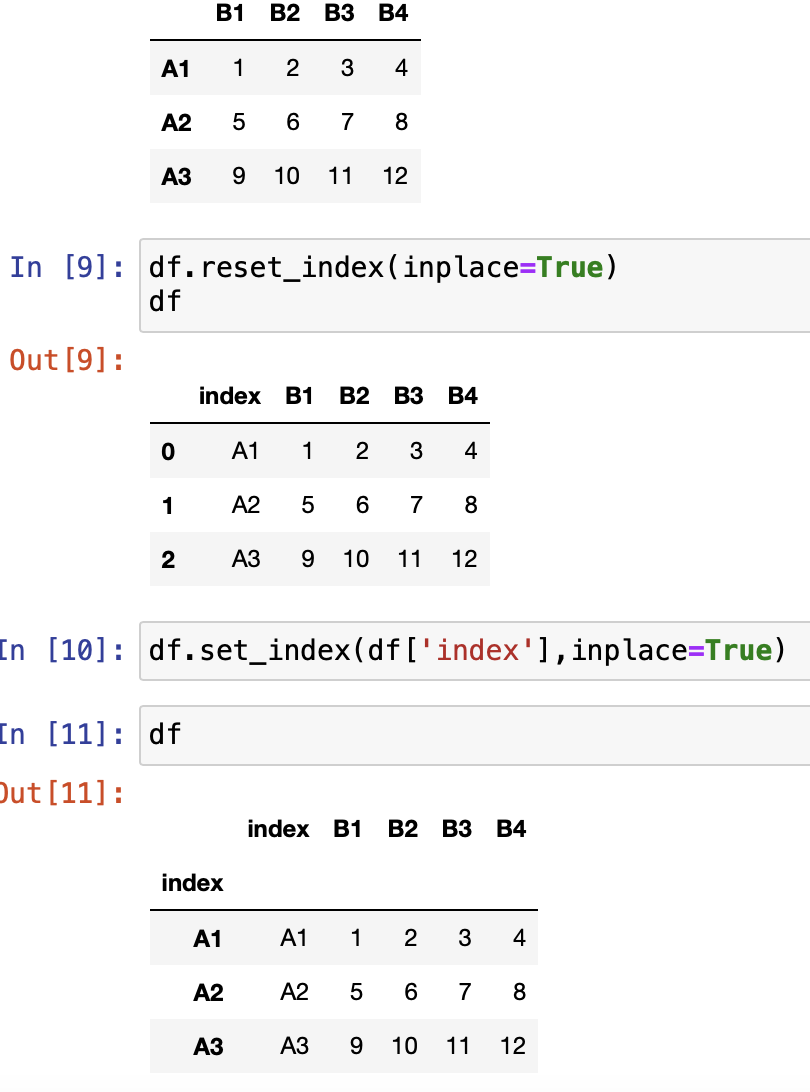 B1 B2 B3 B4
A1 1 2 3 4
A2 5 6 7 8
A3 9 10 11 12
In [9]: df.reset_index(inplace=True)
df
Out[9]:
index B1 B2 B3 B4
0 A1 1 2 3 4
1 A2 5 6 7 8
2 A3 9 10 11 12
In [10]: df.set_index(df['index'],inplace=True)
In [11]: df
Out[11]:
index B1 B2 B3 B4
index
A1 A1 1 2 3 4
A2 A2 5 6 7 8
A3 A3 9 10 11 12